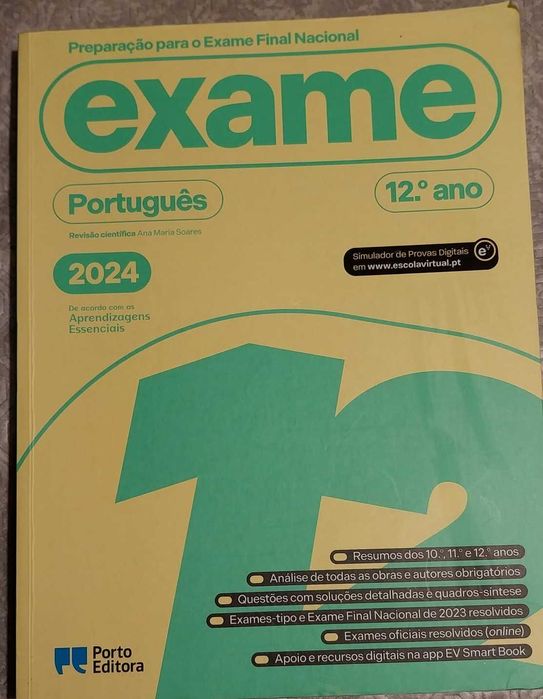 Preparação para o Exame Final Nacional
exame
Português
12.º ano
Revisão científica Ana Maria Soares
Simulador de Provas Digitais
em www.escolavirtual.pt
2024
De acordo com as
Aprendizagens
Essenciais
12
Resumos dos 10.º, 11.º e 12.º anos
Análise de todas as obras e autores obrigatórios
Questões com soluções detalhadas e quadros-síntese
Exames-tipo e Exame Final Nacional de 2023 resolvidos
Exames oficiais resolvidos (online)
Apoio e recursos digitais na app EV Smart Book
Porto
Editora